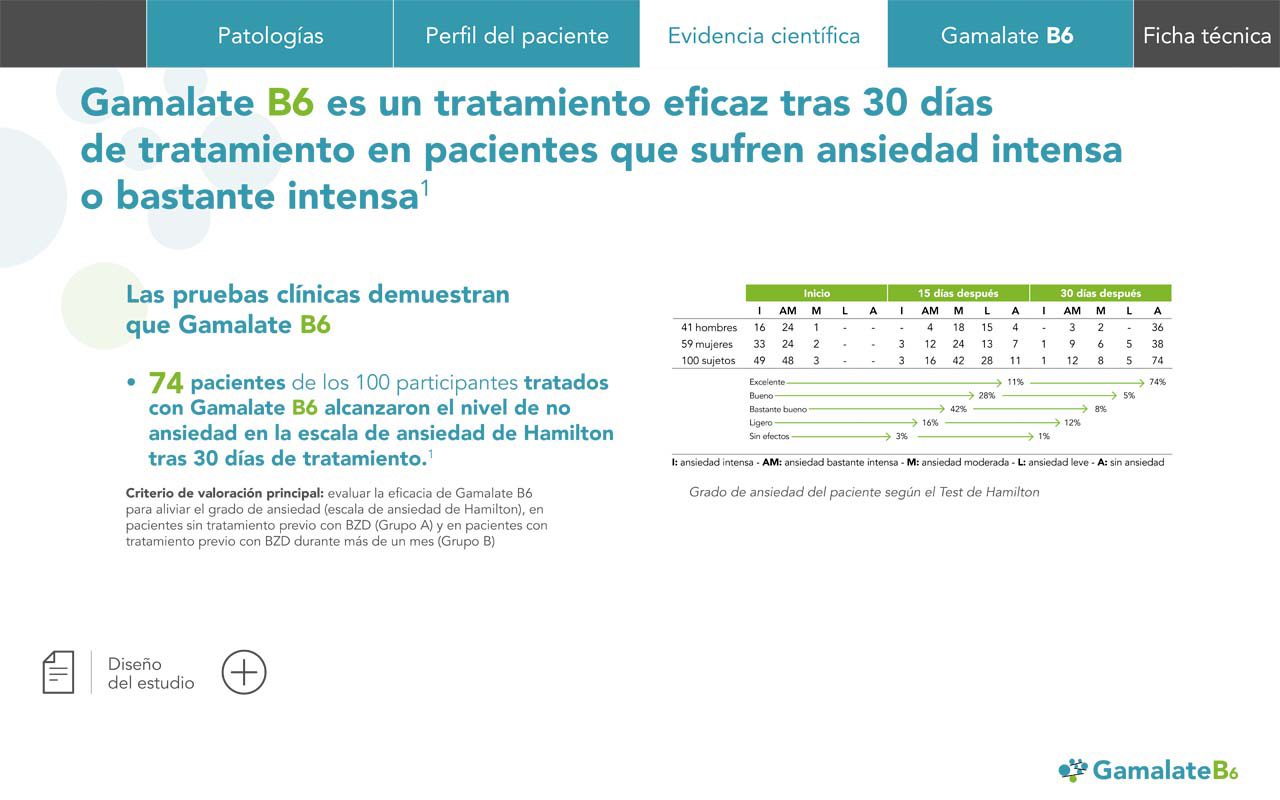 Patologías
Perfil del paciente
Evidencia científica
Gamalate B6
Ficha técnica
Gamalate B6 es un tratamiento eficaz tras 30 días
de tratamiento en pacientes que sufren ansiedad intensa
o bastante intensa1
Las pruebas clínicas demuestran
que Gamalate B6
• 74 pacientes de los 100 participantes tratados
con Gamalate B6 alcanzaron el nivel de no
ansiedad en la escala de ansiedad de Hamilton
tras 30 días de tratamiento.1
Criterio de valoración principal: evaluar la eficacia de Gamalate B6
para aliviar el grado de ansiedad (escala de ansiedad de Hamilton), en
pacientes sin tratamiento previo con BZD (Grupo A) y en pacientes con
tratamiento previo con BZD durante más de un mes (Grupo B)
Inicio 15 días después 30 días después
I AM M L A I AM M L A I AM M L A
41 hombres 16 24 1 - - - 4 18 15 4 - 3 2 - 36
59 mujeres 33 24 2 - - 3 12 24 13 7 1 9 6 5 38
100 sujetos 49 48 3 - - 3 16 42 28 11 1 12 8 5 74
Excelente 11% 74%
Bueno 28% 5%
Bastante bueno 42% 8%
Ligero 16% 12%
Sin efectos 3% 1%
I: ansiedad intensa - AM: ansiedad bastante intensa - M: ansiedad moderada - L: ansiedad leve - A: sin ansiedad
Grado de ansiedad del paciente según el Test de Hamilton
Diseño
del estudio
GamalateB6